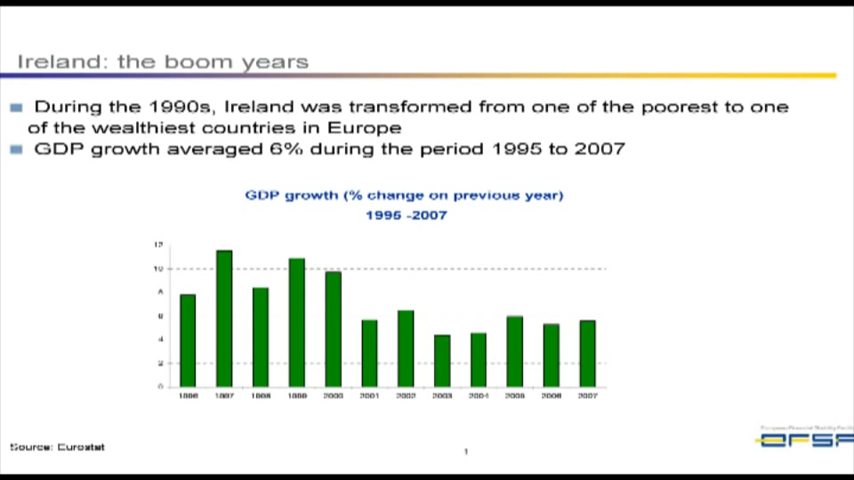 Ireland: the boom years
During the 1990s, Ireland was transformed from one of the poorest to one
of the wealthiest countries in Europe
GDP growth averaged 6% during the period 1995 to 2007
GDP growth (% change on previous year)
1995 -2007
12
10
8
6
4
2
0
1996 1997 1998 1999 2000 2001 2002 2003 2004 2005 2006 2007
Source: Eurostat
1
EFSF